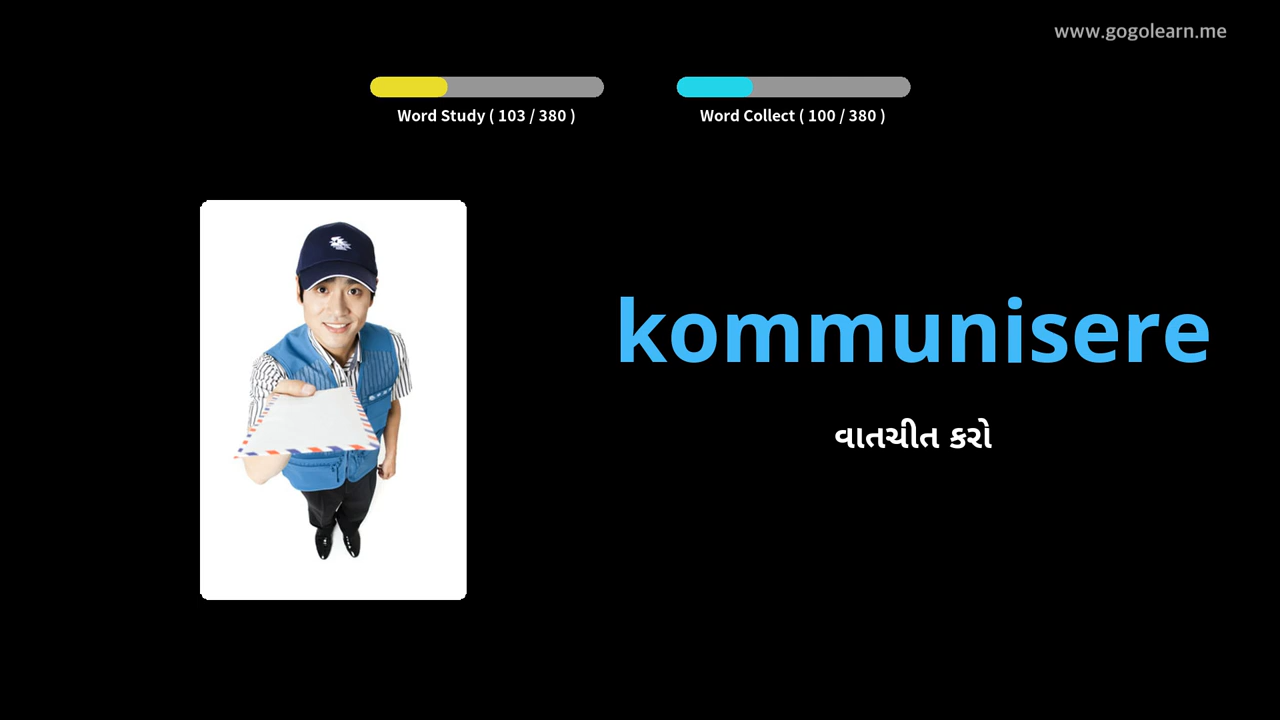 www.gogolearn.me
Word Study ( 103 / 380 )
Word Collect ( 100 / 380 )
kommunisere
વાતચીત કરો